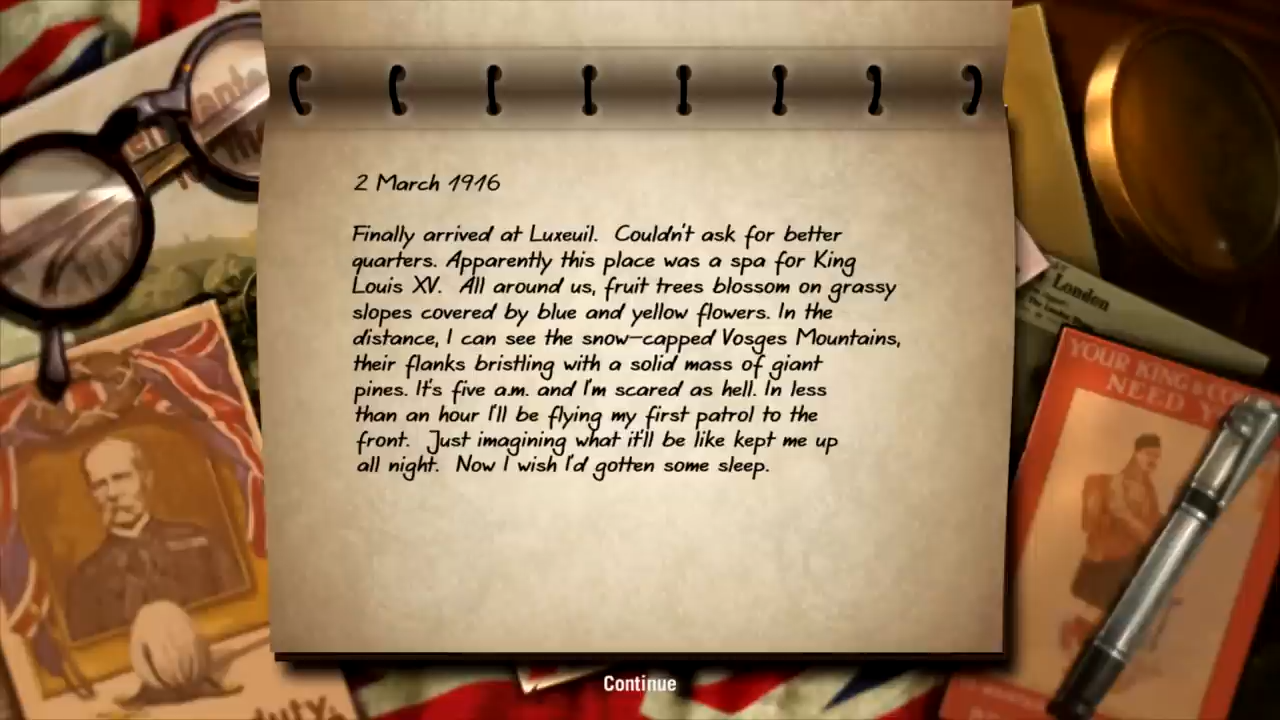 2 March 1916
Finally arrived at Luxeuil. Couldn't ask for better
quarters. Apparently this place was a spa for King
Louis XV. All around us, fruit trees blossom on grassy
slopes covered by blue and yellow flowers. In the
distance, I can see the snow-capped Vosges Mountains,
their flanks bristling with a solid mass of giant
pines. It's five a.m. and I'm scared as hell. In less
than an hour I'll be flying my first patrol to the
front. Just imagining what it'll be like kept me up
all night. Now I wish I'd gotten some sleep.
London
YOUR KING &
NEED
duty.
Continue